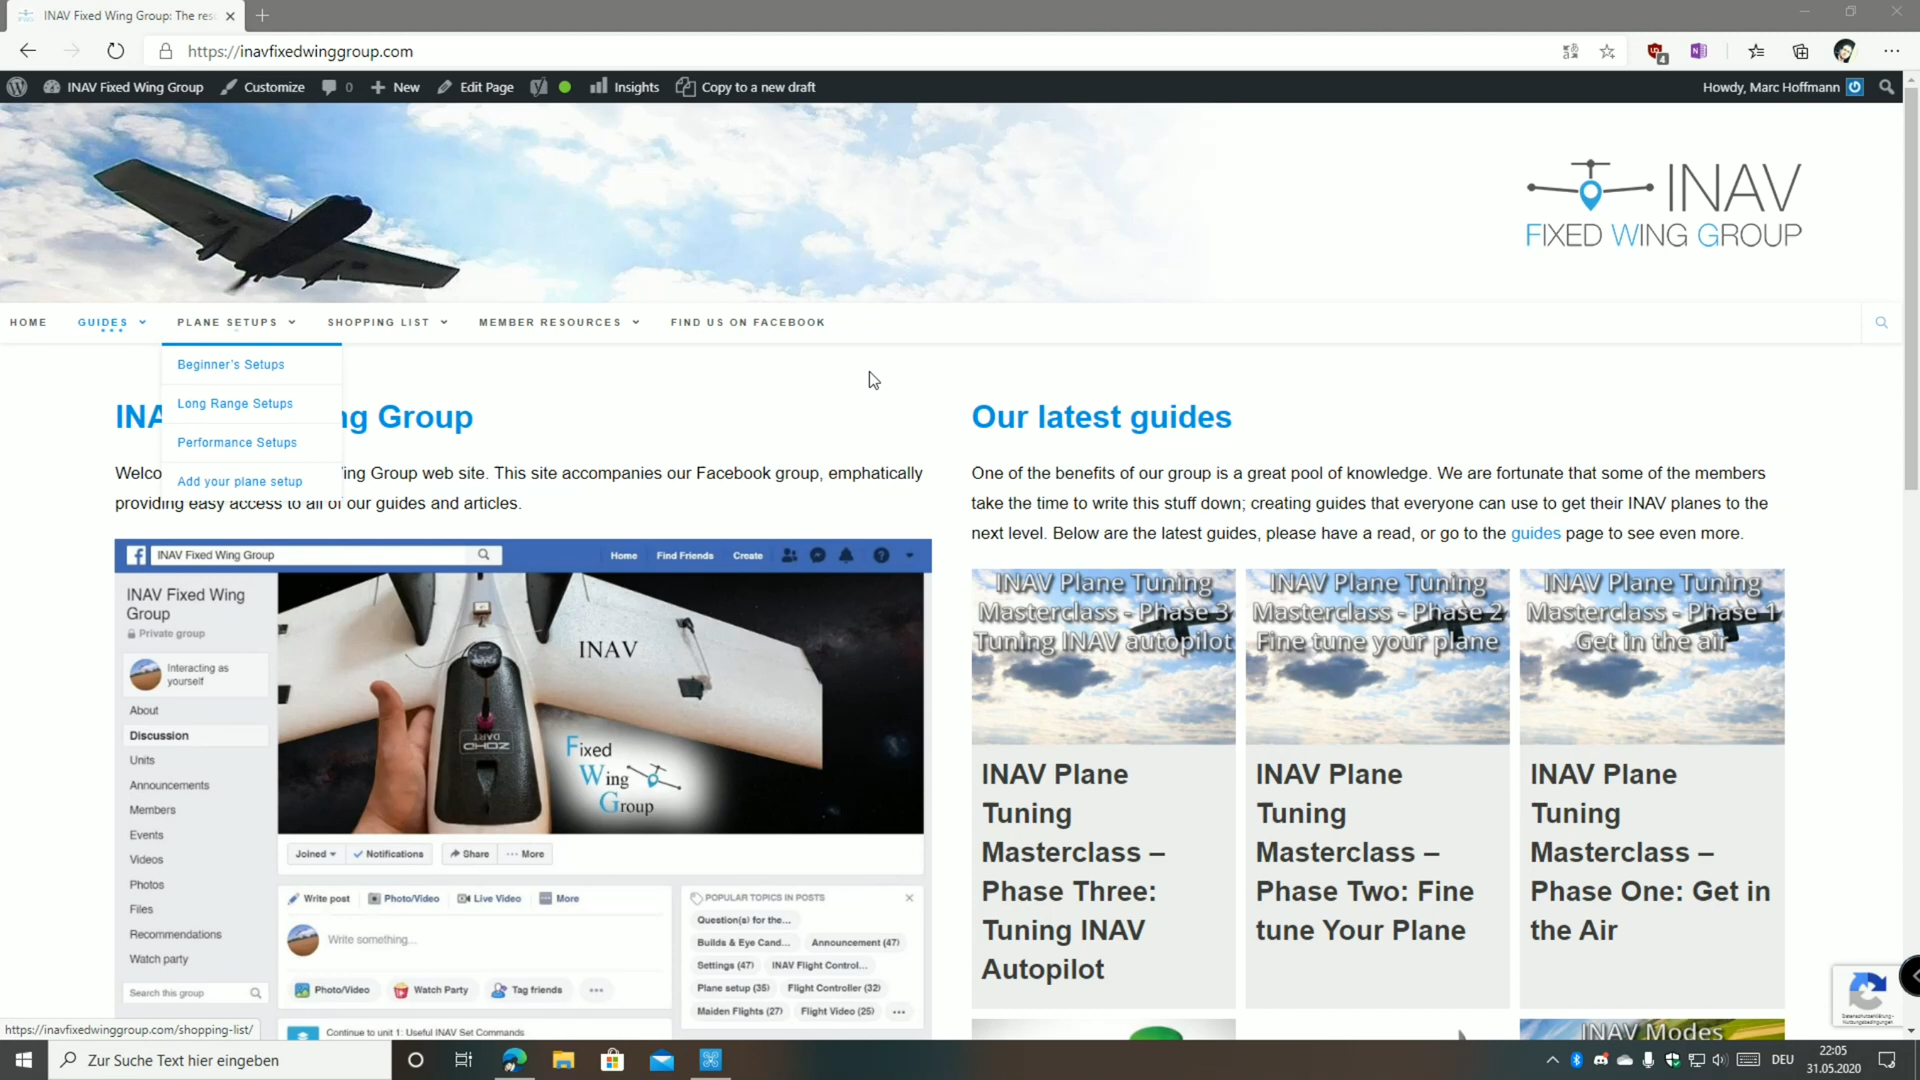 INAV Fixed Wing Group: The res
https://inavfixedwinggroup.com
4
INAV Fixed Wing Group
Customize
0
New
Edit Page
Insights
Copy to a new draft
Howdy, Marc Hoffmann
INAV
FIXED WING GROUP
HOME
GUIDES
PLANE SETUPS
SHOPPING LIST
MEMBER RESOURCES
FIND US ON FACEBOOK
Beginner's Setups
Long Range Setups
Performance Setups
Add your plane setup
INA ng Group
Welco ing Group web site. This site accompanies our Facebook group, emphatically
providing easy access to all of our guides and articles.
INAV Fixed Wing Group
Home
Find Friends
Create
INAV Fixed Wing
Group
Private group
Interacting as
yourself
About
Discussion
Units
Announcements
Members
Events
Videos
Photos
Files
Recommendations
Watch party
Search this group
INAV
Fixed
Wing
Group
ZOHD
DART
Joined
Notifications
Share
More
Write post
Photo/Video
Live Video
More
Write something...
Photo/Video
Watch Party
Tag friends
POPULAR TOPICS IN POSTS
Question(s) for the...
Builds & Eye Cand...
Announcement (47)
Settings (47)
INAV Flight Control...
Plane setup (35)
Flight Controller (32)
Maiden Flights (27)
Flight Video (25)
Continue to unit 1: Useful INAV Set Commands
Our latest guides
One of the benefits of our group is a great pool of knowledge. We are fortunate that some of the members
take the time to write this stuff down; creating guides that everyone can use to get their INAV planes to the
next level. Below are the latest guides, please have a read, or go to the guides page to see even more.
INAV Plane Tuning
Masterclass - Phase 3
Tuning INAV autopilot
INAV Plane
Tuning
Masterclass –
Phase Three:
Tuning INAV
Autopilot
INAV Plane Tuning
Masterclass - Phase 2
Fine tune your plane
INAV Plane
Tuning
Masterclass –
Phase Two: Fine
tune Your Plane
INAV Plane Tuning
Masterclass - Phase 1
Get in the air
INAV Plane
Tuning
Masterclass –
Phase One: Get in
the Air
INAV Modes
Datenschutzerklärung -
Nutzungsbedingungen
https://inavfixedwinggroup.com/shopping-list/
Zur Suche Text hier eingeben
DEU
22:05
31.05.2020